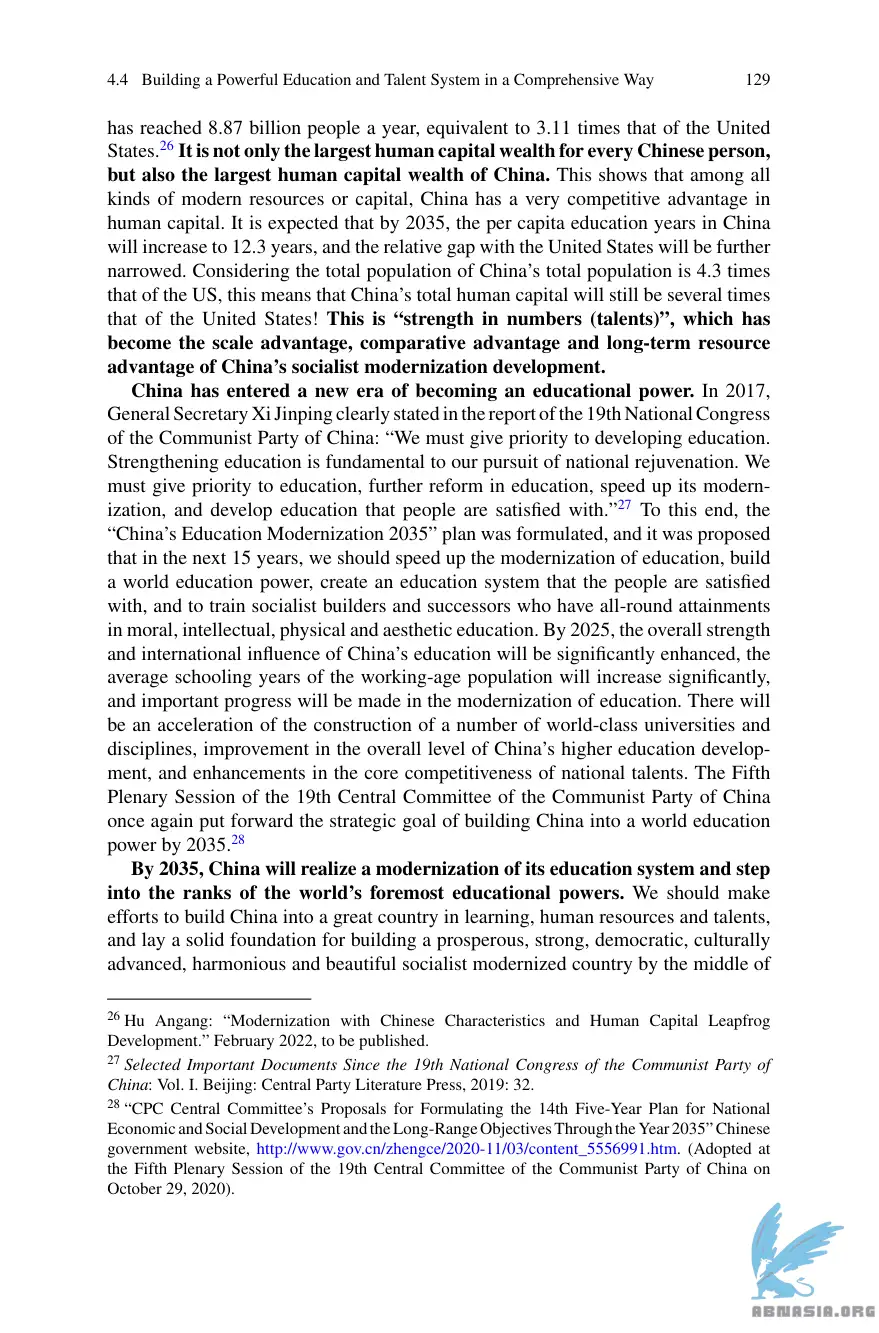 4.4 Building a Powerful Education and Talent System in a Comprehensive Way 129
has reached 8.87 billion people a year, equivalent to 3.11 times that of the United
States.26 It is not only the largest human capital wealth for every Chinese person,
but also the largest human capital wealth of China. This shows that among all
kinds of modern resources or capital, China has a very competitive advantage in
human capital. It is expected that by 2035, the per capita education years in China
will increase to 12.3 years, and the relative gap with the United States will be further
narrowed. Considering the total population of China’s total population is 4.3 times
that of the US, this means that China’s total human capital will still be several times
that of the United States! This is “strength in numbers (talents)”, which has
become the scale advantage, comparative advantage and long-term resource
advantage of China’s socialist modernization development.
China has entered a new era of becoming an educational power. In 2017,
General Secretary Xi Jinping clearly stated in the report of the 19th National Congress
of the Communist Party of China: “We must give priority to developing education.
Strengthening education is fundamental to our pursuit of national rejuvenation. We
must give priority to education, further reform in education, speed up its modern-
ization, and develop education that people are satisfied with.”27 To this end, the
“China’s Education Modernization 2035” plan was formulated, and it was proposed
that in the next 15 years, we should speed up the modernization of education, build
a world education power, create an education system that the people are satisfied
with, and to train socialist builders and successors who have all-round attainments
in moral, intellectual, physical and aesthetic education. By 2025, the overall strength
and international influence of China’s education will be significantly enhanced, the
average schooling years of the working-age population will increase significantly,
and important progress will be made in the modernization of education. There will
be an acceleration of the construction of a number of world-class universities and
disciplines, improvement in the overall level of China’s higher education develop-
ment, and enhancements in the core competitiveness of national talents. The Fifth
Plenary Session of the 19th Central Committee of the Communist Party of China
once again put forward the strategic goal of building China into a world education
power by 2035.28
By 2035, China will realize a modernization of its education system and step
into the ranks of the world’s foremost educational powers. We should make
efforts to build China into a great country in learning, human resources and talents,
and lay a solid foundation for building a prosperous, strong, democratic, culturally
advanced, harmonious and beautiful socialist modernized country by the middle of
26 Hu Angang: “Modernization with Chinese Characteristics and Human Capital Leapfrog
Development.” February 2022, to be published.
27 Selected Important Documents Since the 19th National Congress of the Communist Party of
China: Vol. I. Beijing: Central Party Literature Press, 2019: 32.
28 “CPC Central Committee’s Proposals for Formulating the 14th Five-Year Plan for National
Economic and Social Development and the Long-Range Objectives Through the Year 2035” Chinese
government website, http://www.gov.cn/zhengce/2020-11/03/content_5556991.htm. (Adopted at
the Fifth Plenary Session of the 19th Central Committee of the Communist Party of China on
October 29, 2020).
ABNASIA.ORG